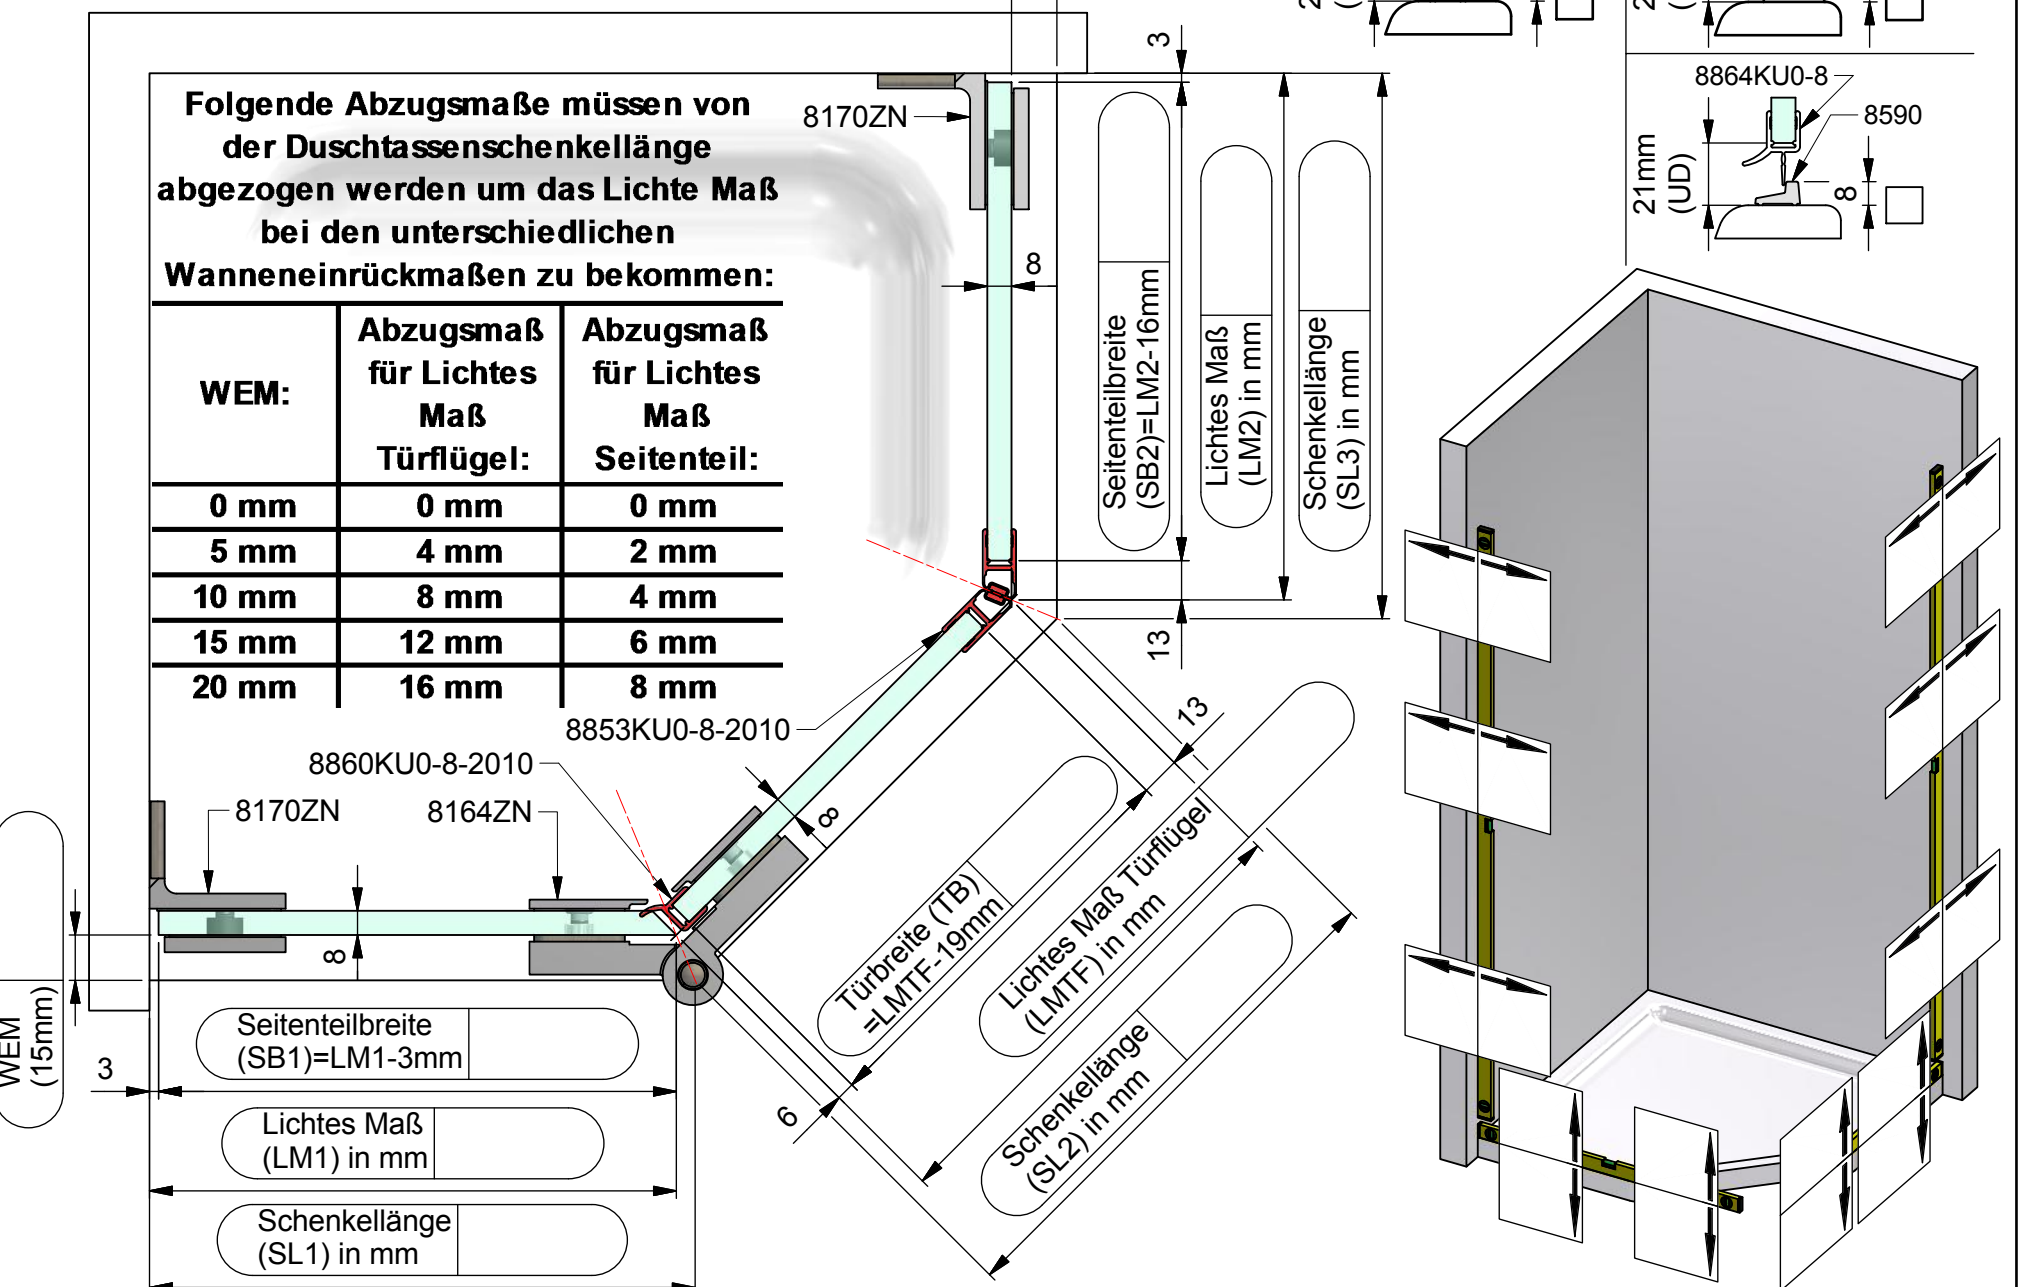 Folgende Abzugsmaße müssen von
der Duschtassenschenkellänge
abgezogen werden um das Lichte Maß
bei den unterschiedlichen
Wanneneinrückmaßen zu bekommen:
WEM:
Abzugsmaß
für Lichtes
Maß
Türflügel:
Abzugsmaß
für Lichtes
Maß
Seitenteil:
0 mm 0 mm 0 mm
5 mm 4 mm 2 mm
10 mm 8 mm 4 mm
15 mm 12 mm 6 mm
20 mm 16 mm 8 mm
8170ZN
3
8
Seitenteilbreite
(SB2)=LM2-16mm
Lichtes Maß
(LM2) in mm
Schenkellänge
(SL3) in mm
13
8864KU0-8
8590
21mm
(UD)
8
8853KU0-8-2010
8860KU0-8-2010
8170ZN
8164ZN
8
8
13
Türbreite (TB)
=LMTF-19mm
Lichtes Maß Türflügel
(LMTF) in mm
Schenkellänge
(SL2) in mm
6
WEM
(15mm)
3
Seitenteilbreite
(SB1)=LM1-3mm
Lichtes Maß
(LM1) in mm
Schenkellänge
(SL1) in mm